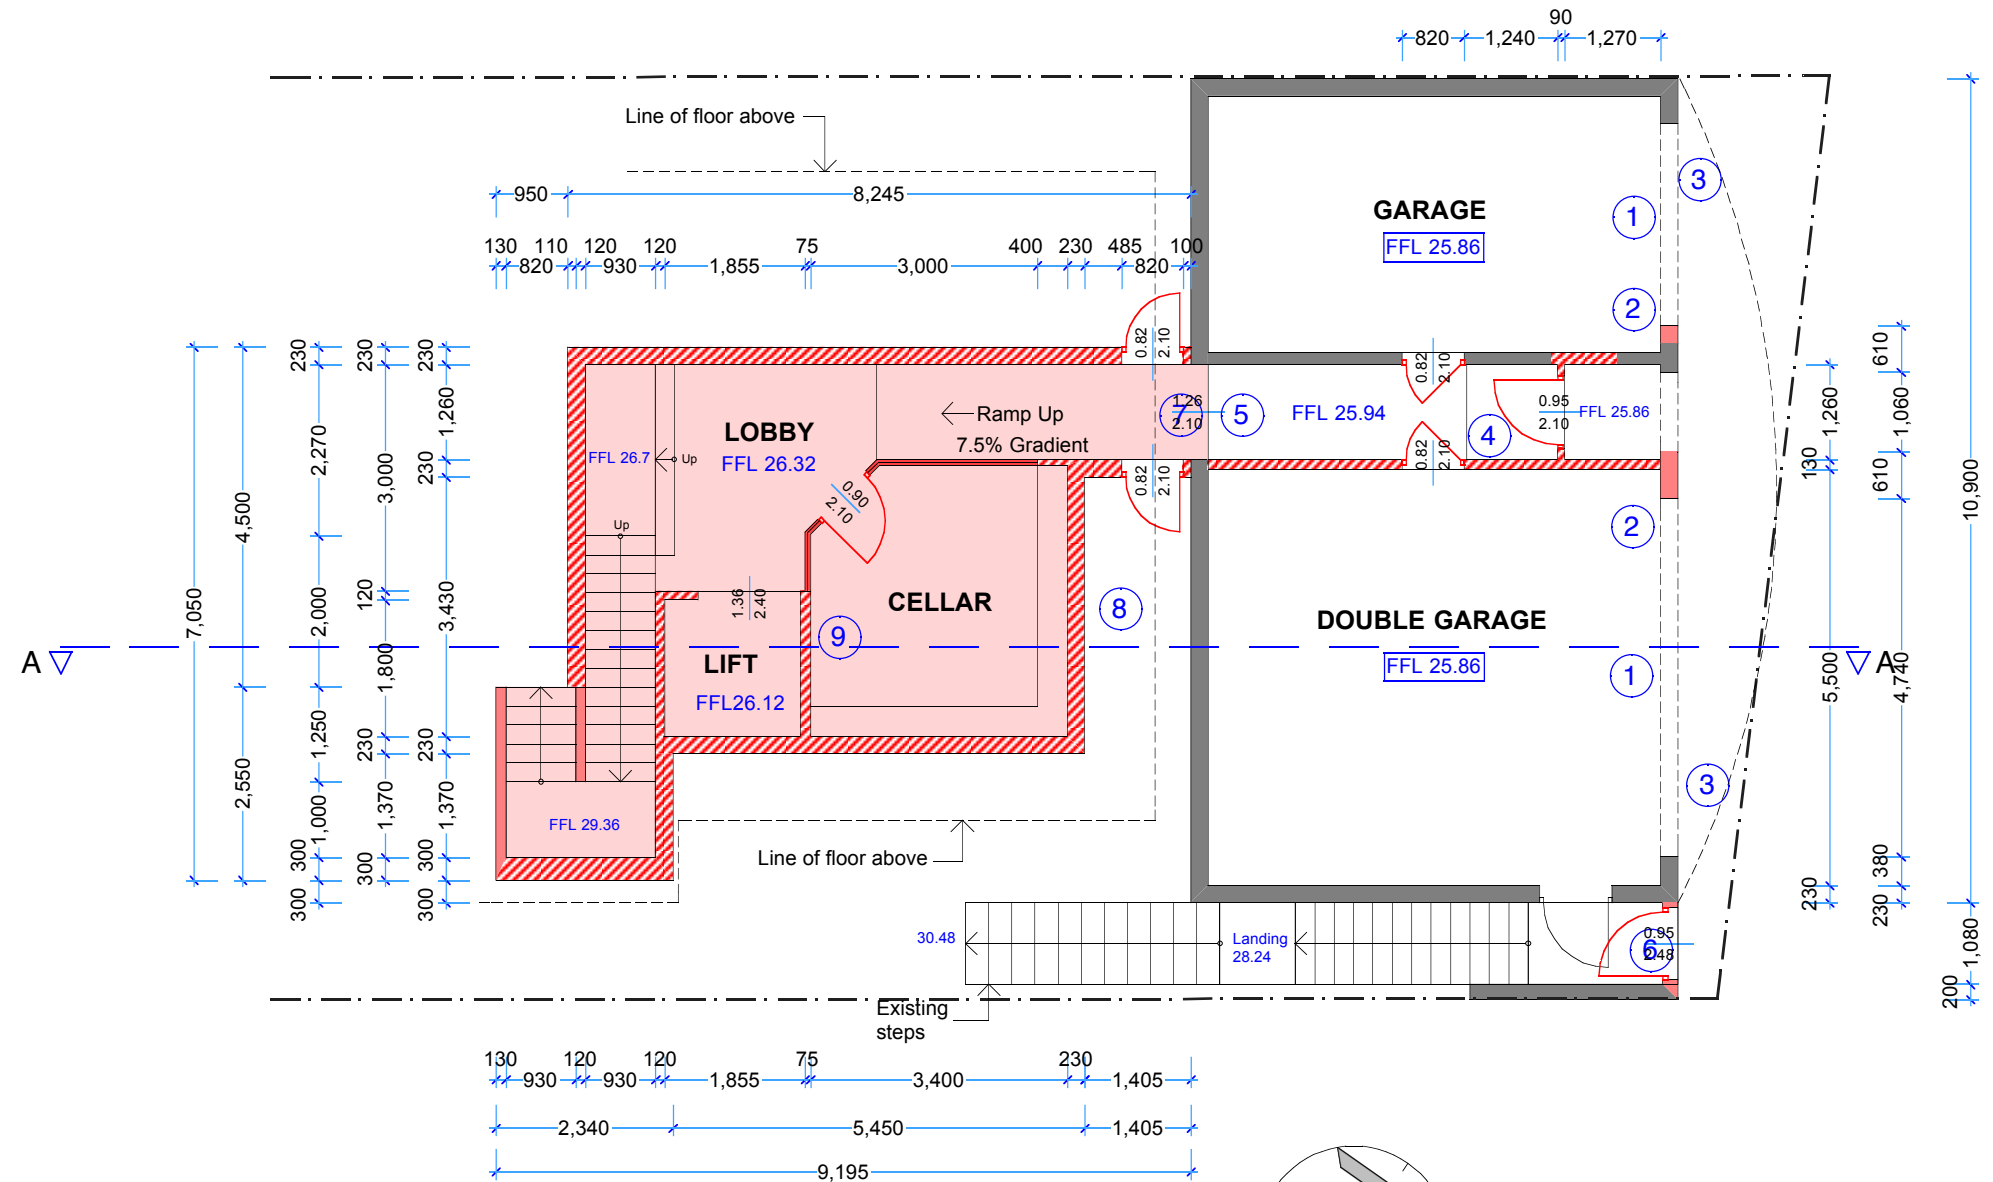 90
820 1,240 1,270
Line of floor above
950 8,245
130 110 120 120 75 400 230 485 100
820 930 1,855 3,000 820
GARAGE
FFL 25.86
1
2
3
0.82
2.10
0.82
2.10
1.26
2.10
7
5
FFL 25.94
0.82
2.10
4
0.95
2.10
FFL 25.86
0.82
2.10
Ramp Up
7.5% Gradient
LOBBY
FFL 26.32
FFL 26.7
Up
Up
0.90
2.10
CELLAR
1.36
2.40
LIFT
FFL26.12
9
8
2
DOUBLE GARAGE
FFL 25.86
1
3
A
A
FFL 29.36
Line of floor above
30.48
Landing
28.24
0.95
2.48
6
Existing
steps
7,050
4,500
2,550
230
2,270
2,000
1,250
1,000
300
300
230
3,000
120
1,800
230
1,370
300
230
1,260
230
3,430
230
1,370
300
300
1,260
130
5,500
230
610
1,060
610
4,740
380
230
10,900
1,080
200
130 120 120 75 230
930 930 1,855 3,400 1,405
2,340 5,450 1,405
9,195